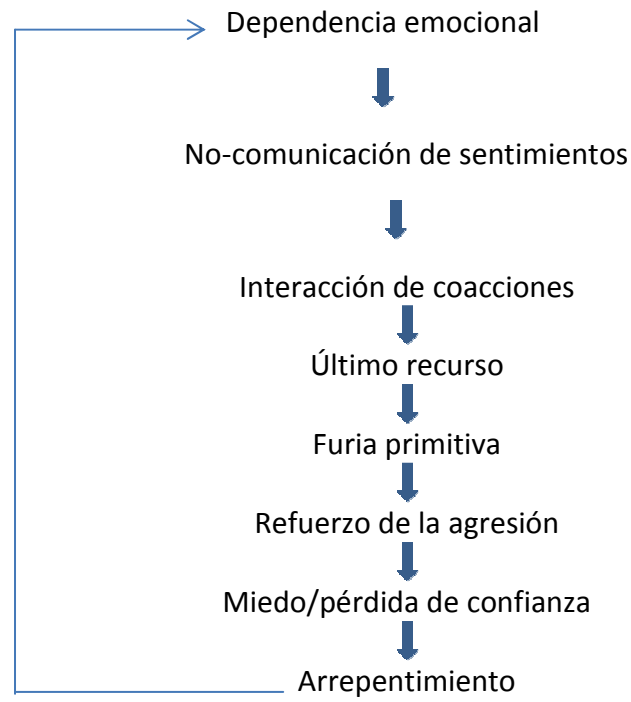 Dependencia emocional
No-comunicación de sentimientos
Interacción de coacciones
Último recurso
Furia primitiva
Refuerzo de la agresión
Miedo/pérdida de confianza
Arrepentimiento